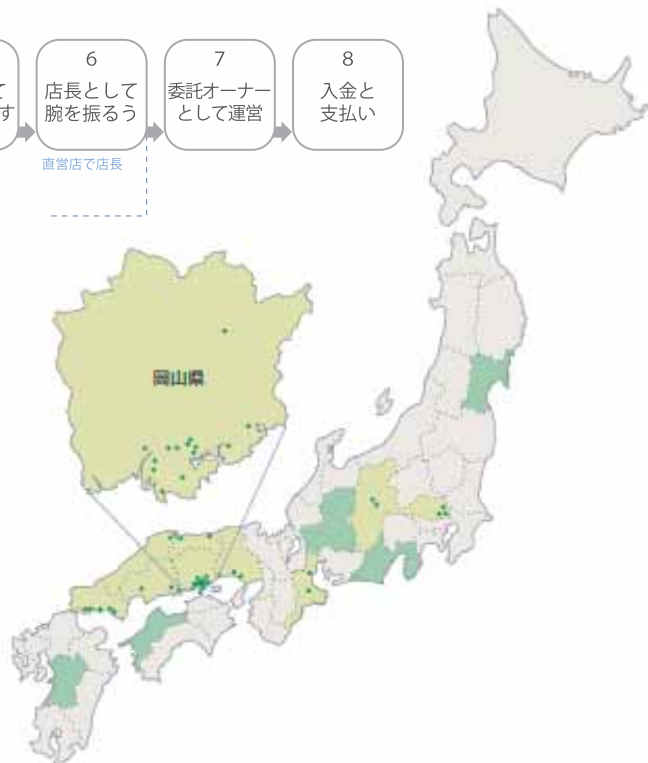 て
す
6
店長として
腕を振るう
7
委託オーナー
として運営
8
入金と
支払い
直営店で店長
岡山県